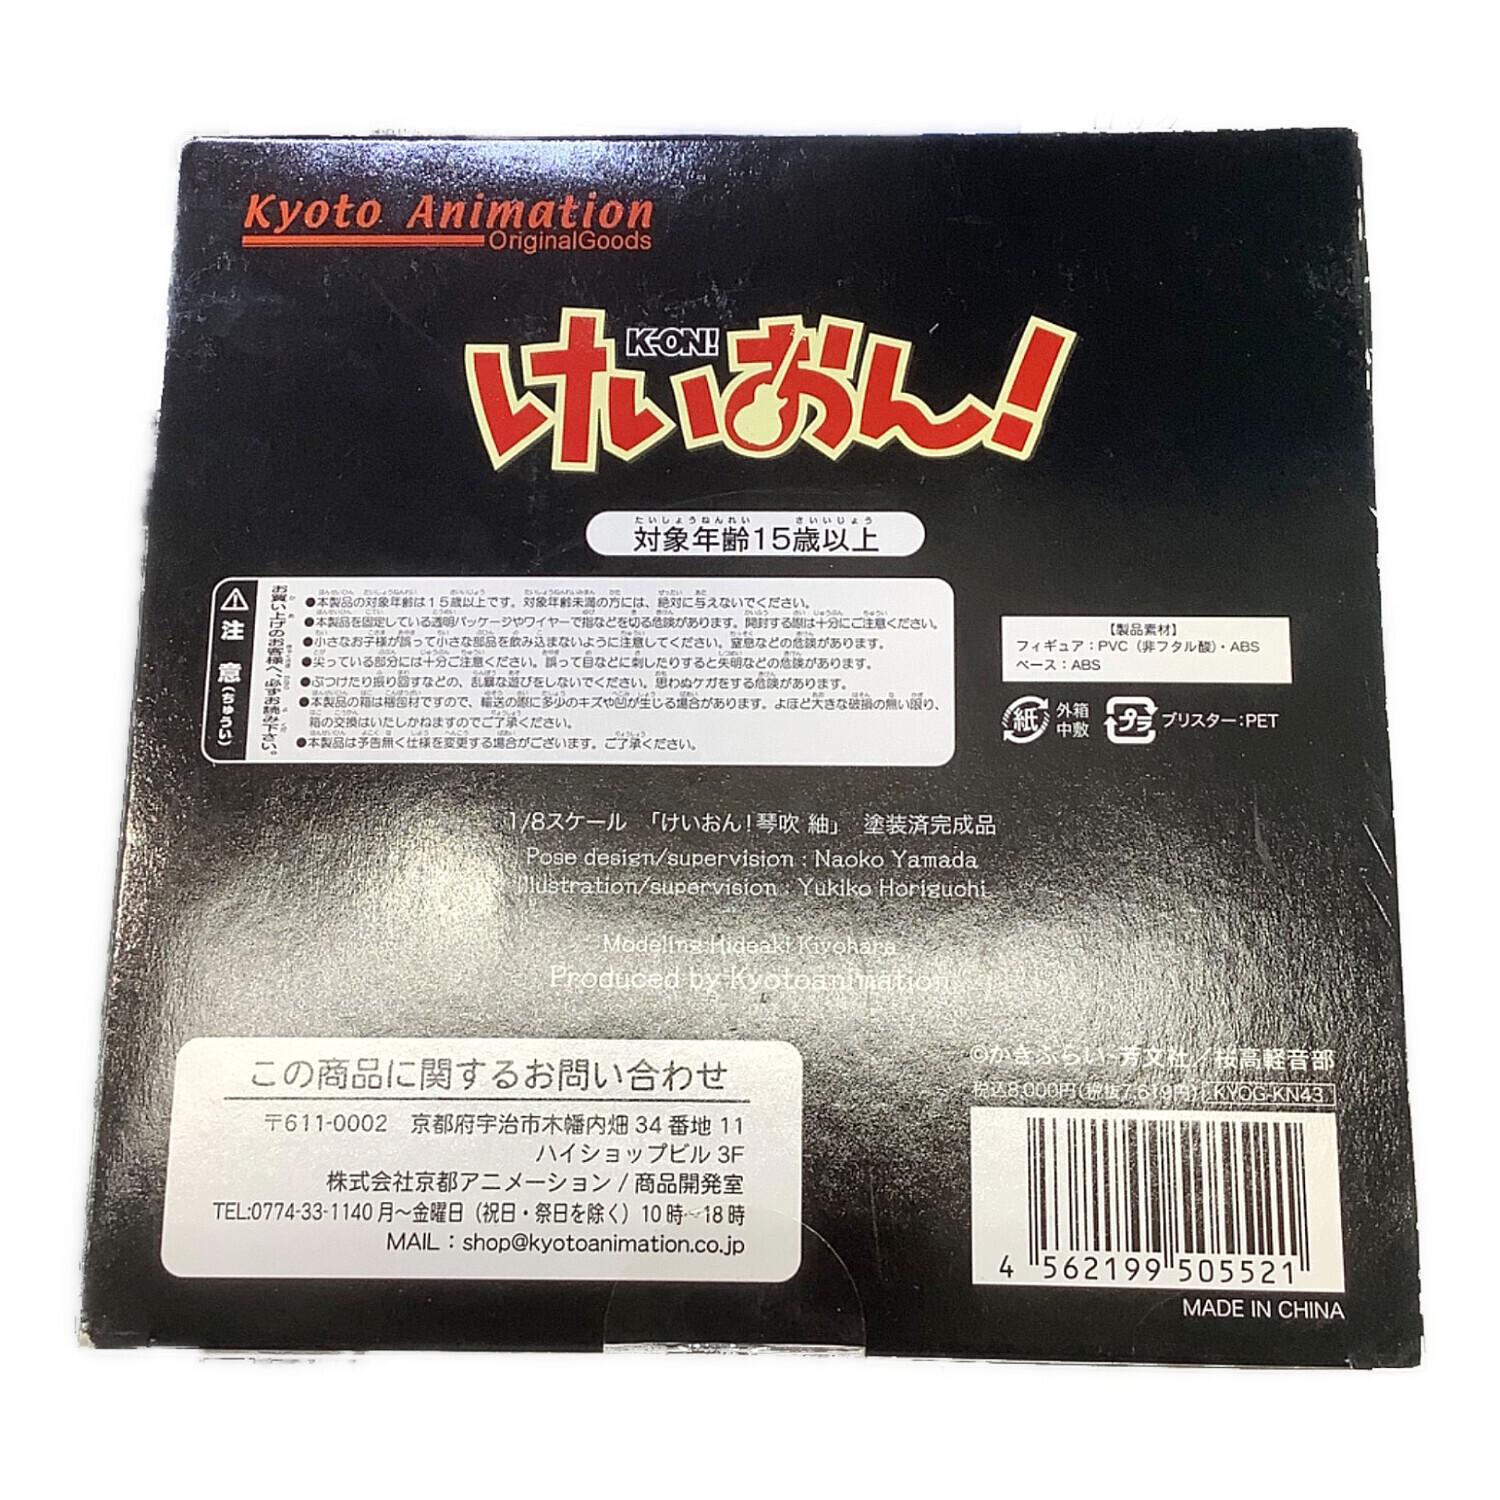 Kyoto Animation
OriginalGoods
K-ON!
けいおん!
たいしょうねんれい さいいじょう
対象年齢15歳以上
注意(ちゅうい)
お買い上げのお客様へ必ずお読み下さい。
●本製品の対象年齢は15歳以上です。対象年齢未満の方には、絶対に与えないでください。
●本製品を固定している透明パッケージやワイヤーで指などを切る危険があります。開封する際は十分にご注意ください。
●小さなお子様が誤って小さな部品を飲み込まないように注意してください。窒息などの危険があります。
●尖っている部分には十分ご注意ください。誤って目などに刺したりすると失明などの危険があります。
●ぶつけたり振り回すなどの、乱暴な遊びをしないでください。思わぬケガをする危険があります。
●本製品の箱は梱包材ですので、輸送の際に多少のキズや凹が生じる場合があります。よほど大きな破損の無い限り、
箱の交換はいたしかねますのでご了承ください。
●本製品は予告無く仕様を変更する場合がございます。ご了承ください。
【製品素材】
フィギュア:PVC(非フタル酸)・ABS
ベース:ABS
紙 外箱
中敷
プラ ブリスター:PET
1/8スケール 「けいおん!琴吹 紬」 塗装済完成品
Pose design/supervision : Naoko Yamada
Illustration/supervision : Yukiko Horiguchi
Modeling:Hideaki Kiyohara
Produced by Kyotoanimation
この商品に関するお問い合わせ
〒611-0002 京都府宇治市木幡内畑 34 番地 11
ハイショップビル 3F
株式会社京都アニメーション / 商品開発室
TEL:0774-33-1140 月〜金曜日(祝日・祭日を除く)10時〜18時
MAIL:shop@kyotoanimation.co.jp
©かきふらい・芳文社/桜高軽音部
税込8,000円(税抜7,619円) KYOG-KN43
4 562199 505521
MADE IN CHINA